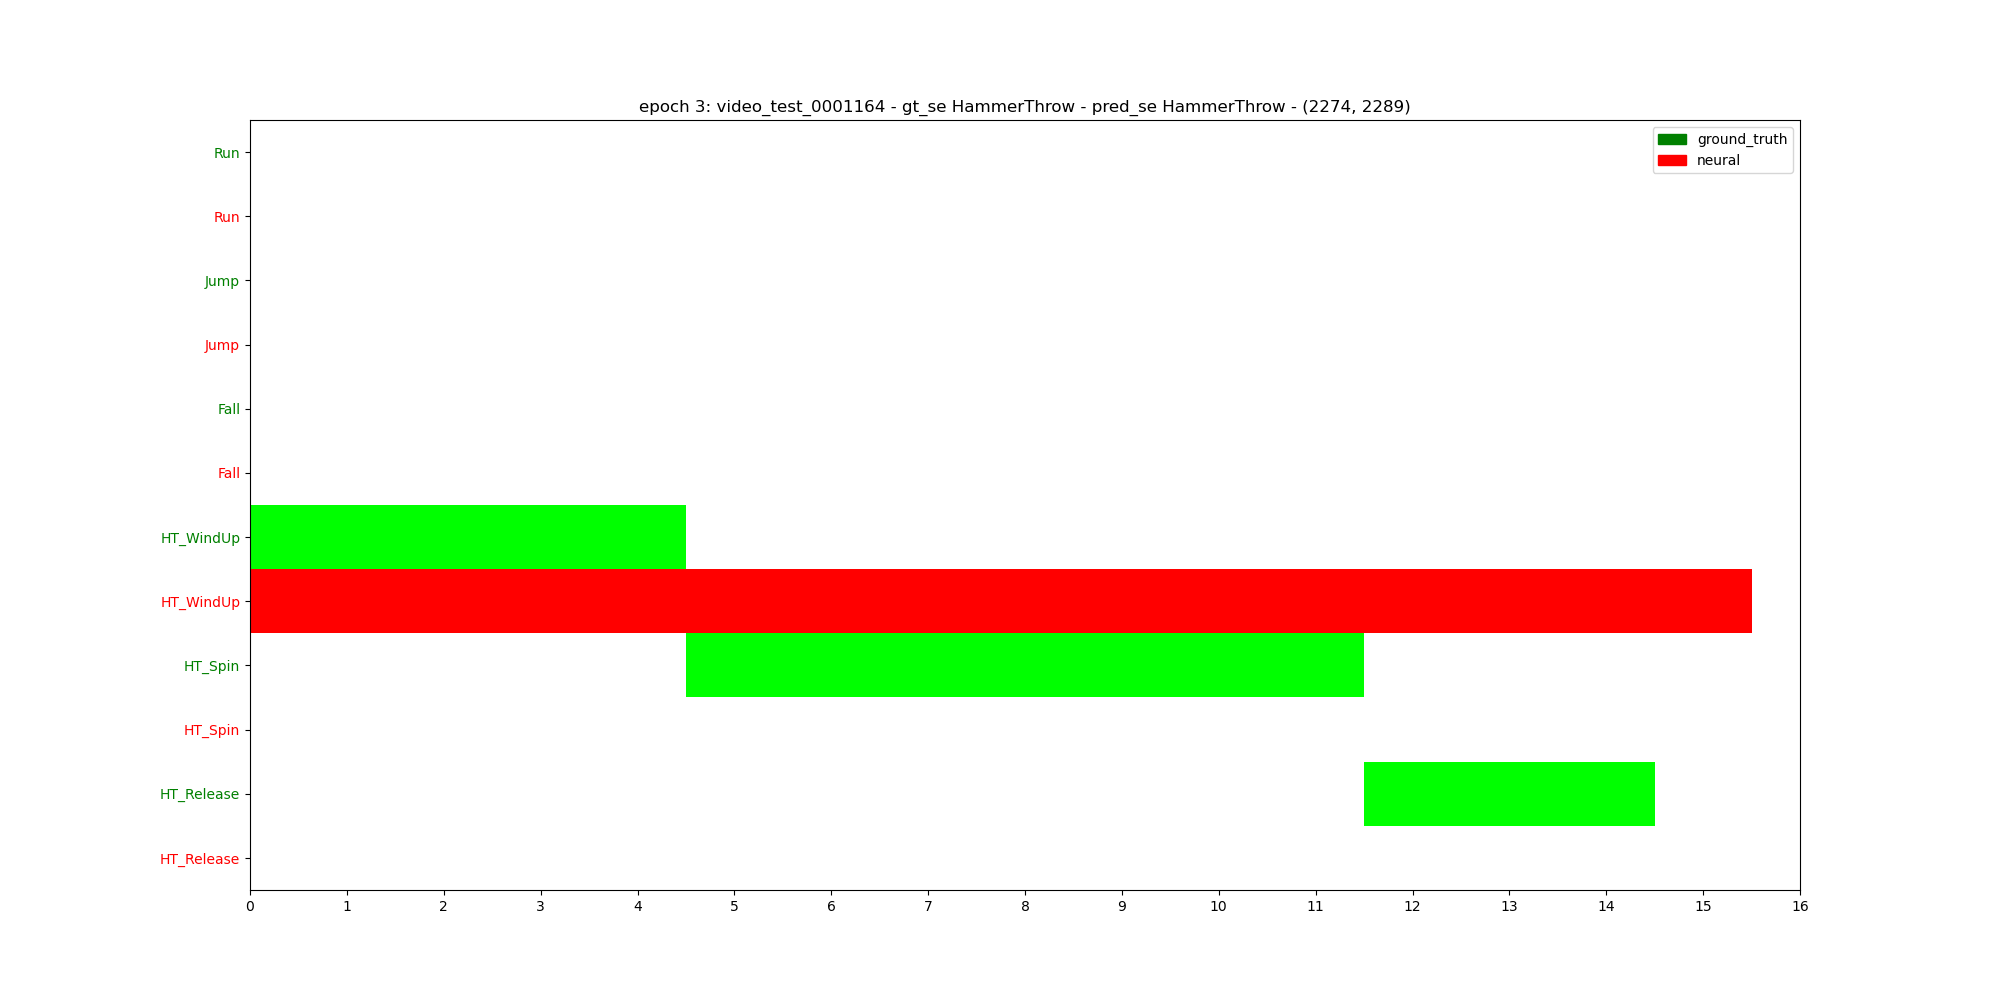 epoch 3: video_test_0001164 - gt_se HammerThrow - pred_se HammerThrow - (2274, 2289)
ground_truth
neural
Run
Run
Jump
Jump
Fall
Fall
HT_WindUp
HT_WindUp
HT_Spin
HT_Spin
HT_Release
HT_Release
0 1 2 3 4 5 6 7 8 9 10 11 12 13 14 15 16